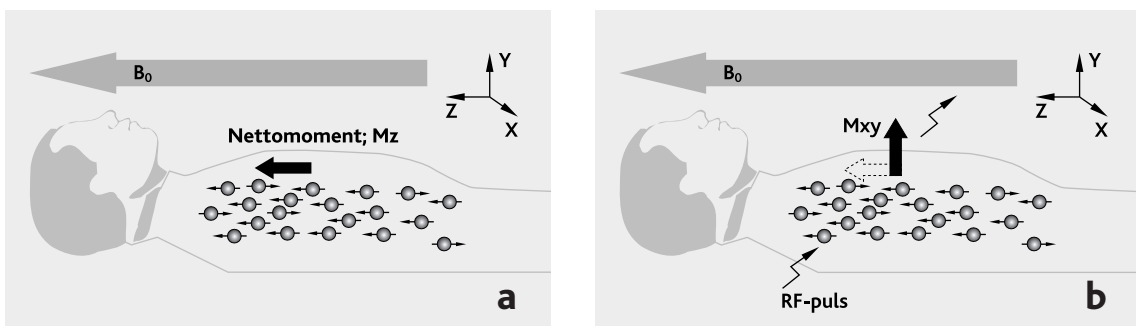 B₀
Y
Z
X
Nettomoment; Mz
a
B₀
Y
Z
X
Mxy
RF-puls
b